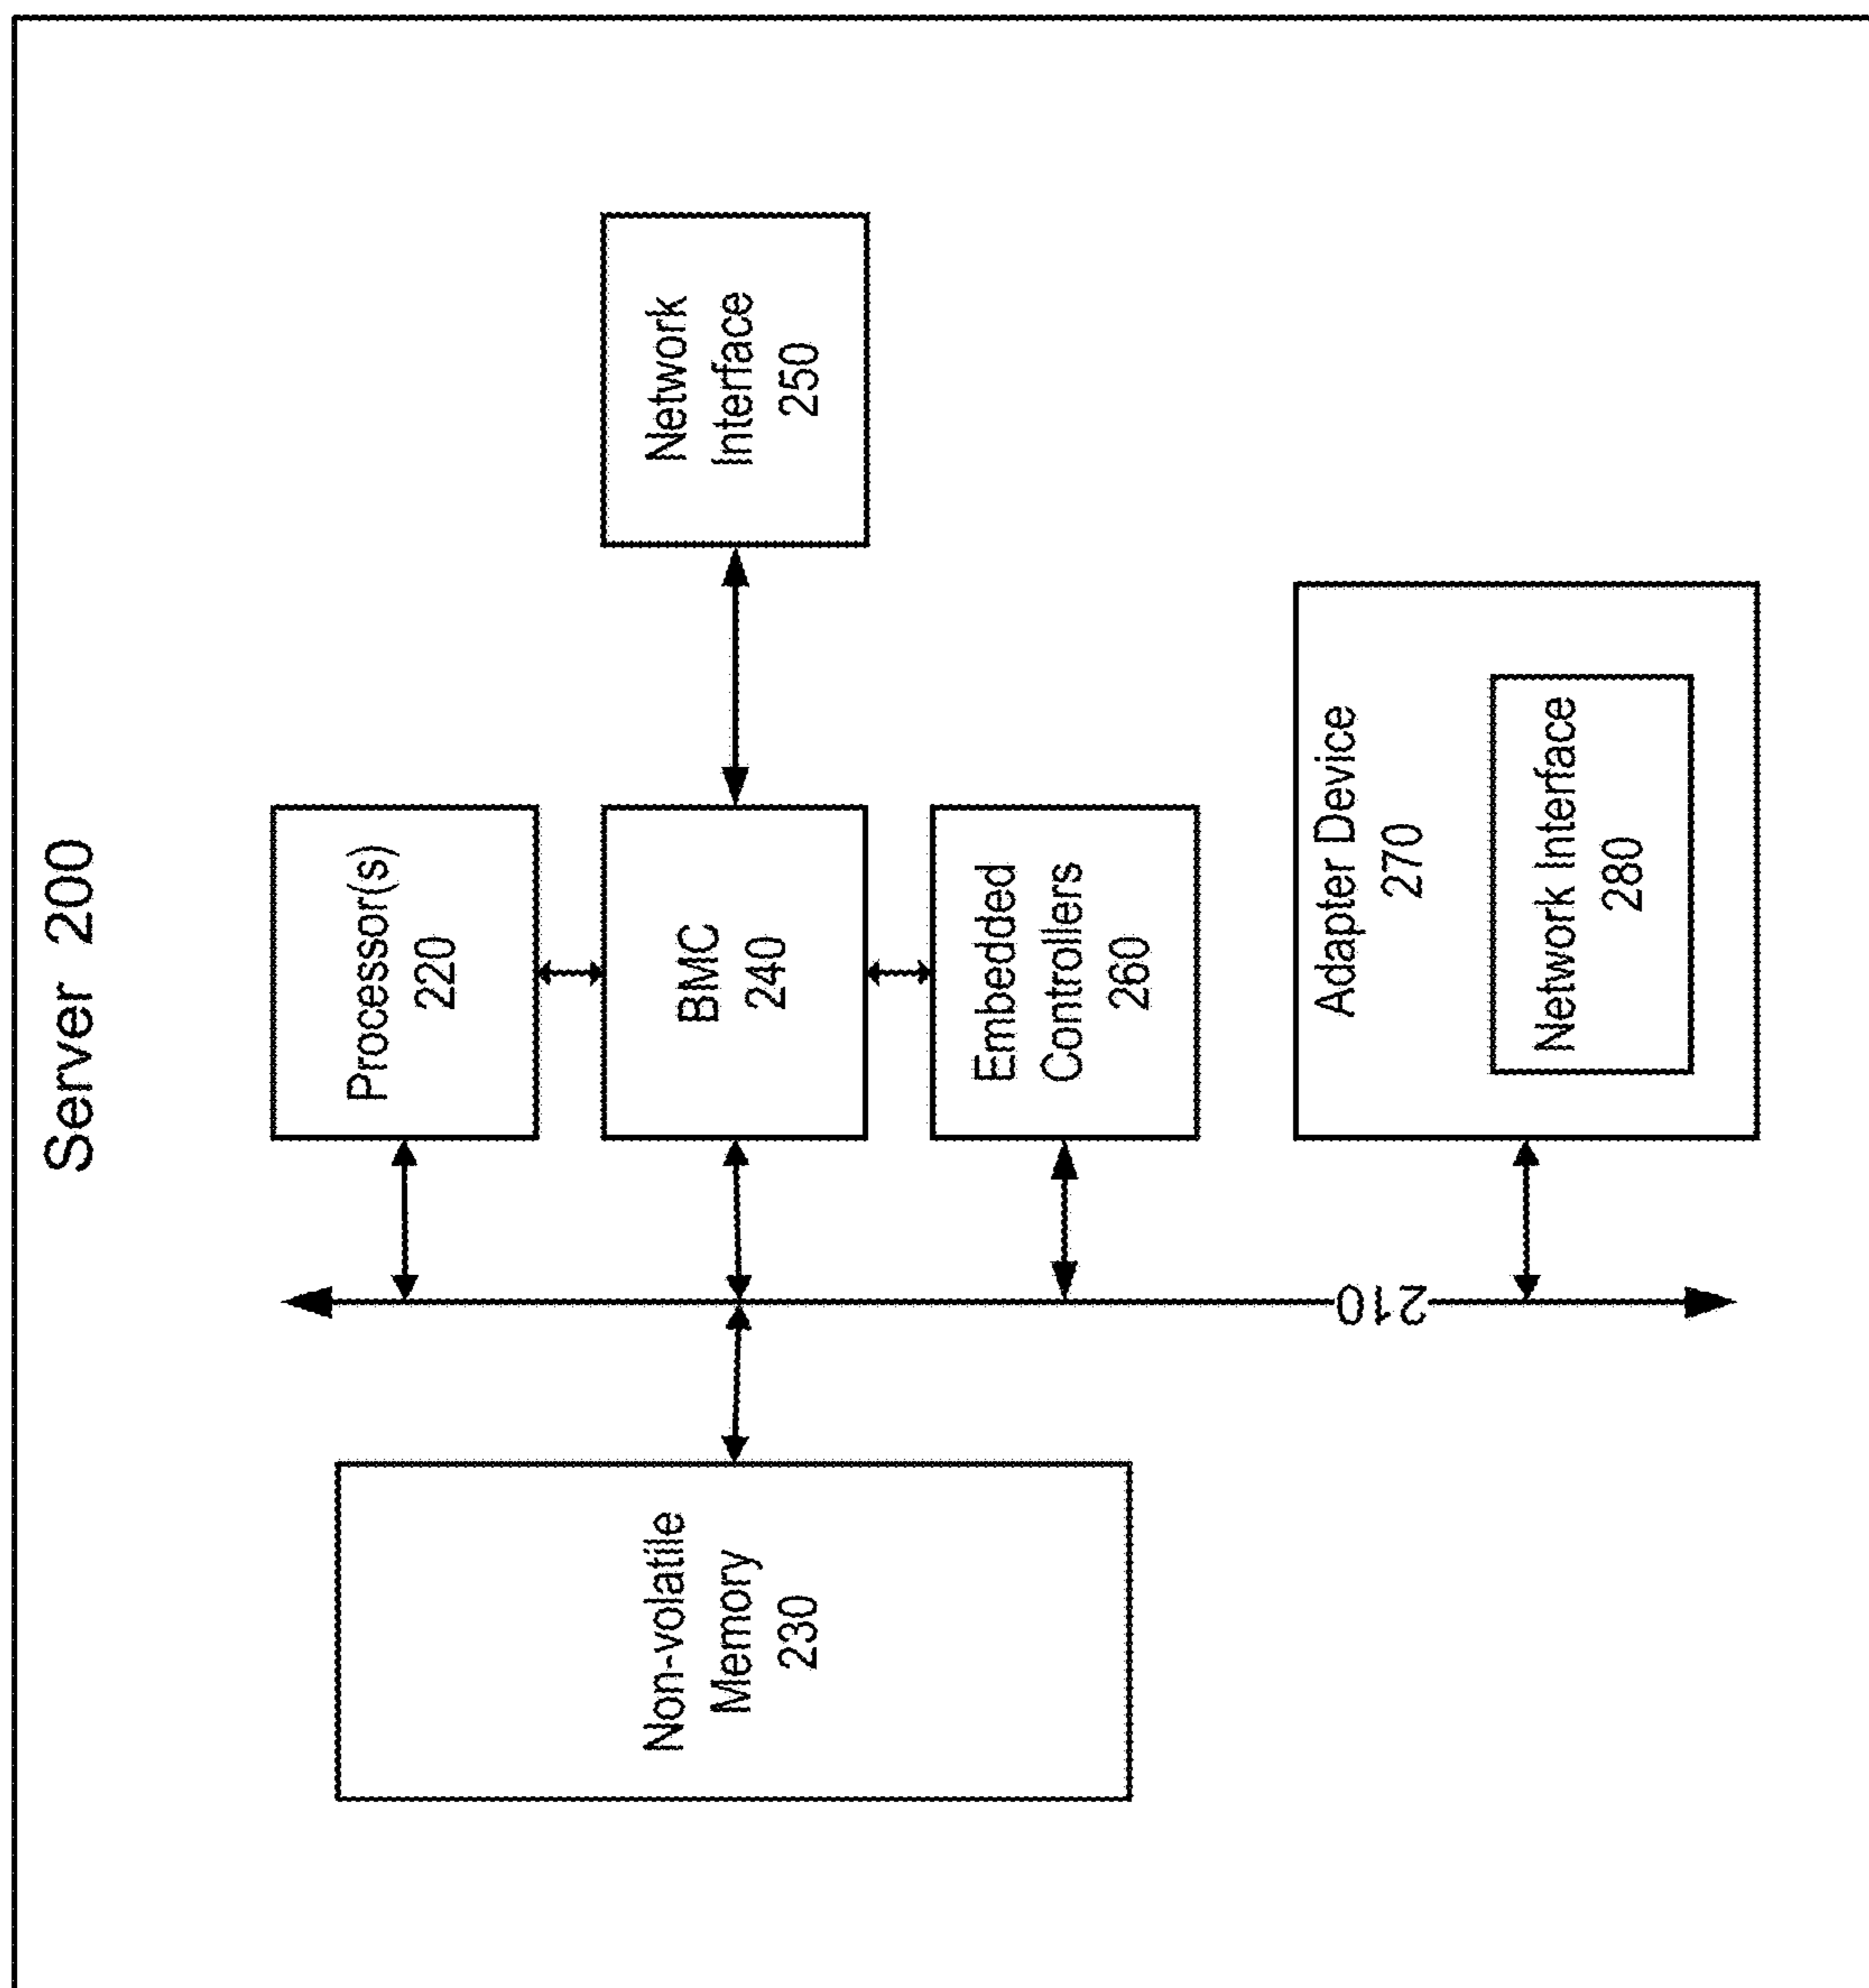 Server 200
Processor(s)
220
Non-volatile
Memory
230
BMC
240
Network
Interface
250
Embedded
Controllers
260
210
Adapter Device
270
Network Interface
280